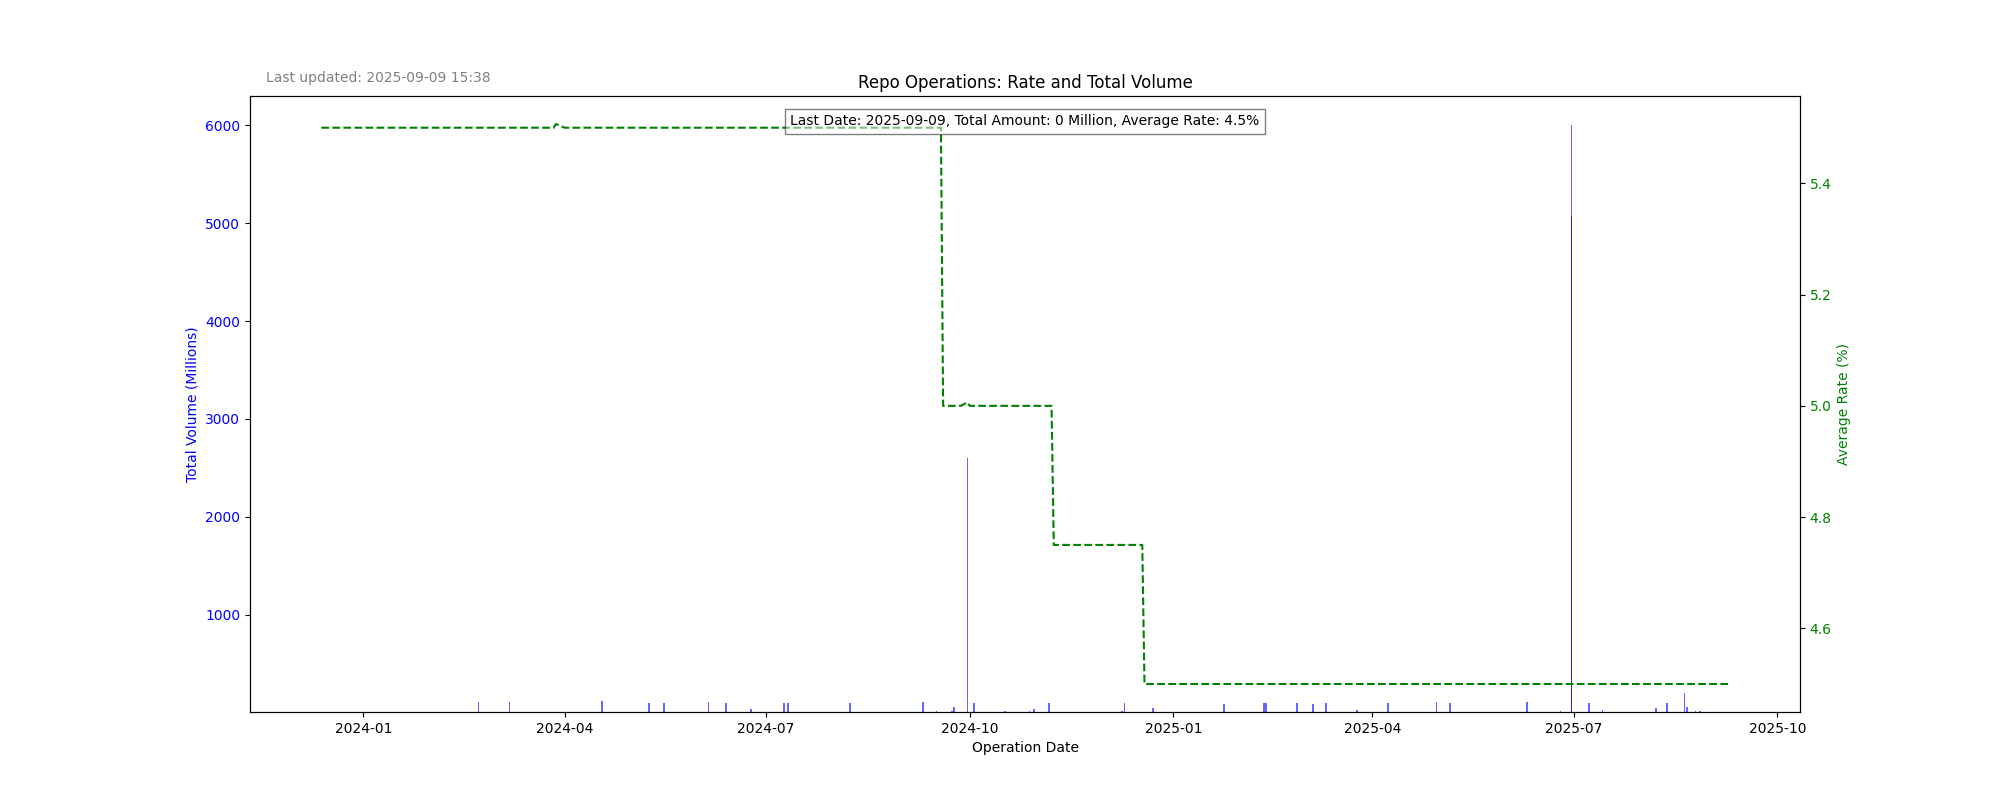 Last updated: 2025-09-09 15:38
Repo Operations: Rate and Total Volume
Last Date: 2025-09-09, Total Amount: 0 Million, Average Rate: 4.5%
Total Volume (Millions)
6000
5000
4000
3000
2000
1000
5.4
5.2
5.0
4.8
4.6
Average Rate (%)
2024-01 2024-04 2024-07 2024-10 2025-01 2025-04 2025-07 2025-10
Operation Date